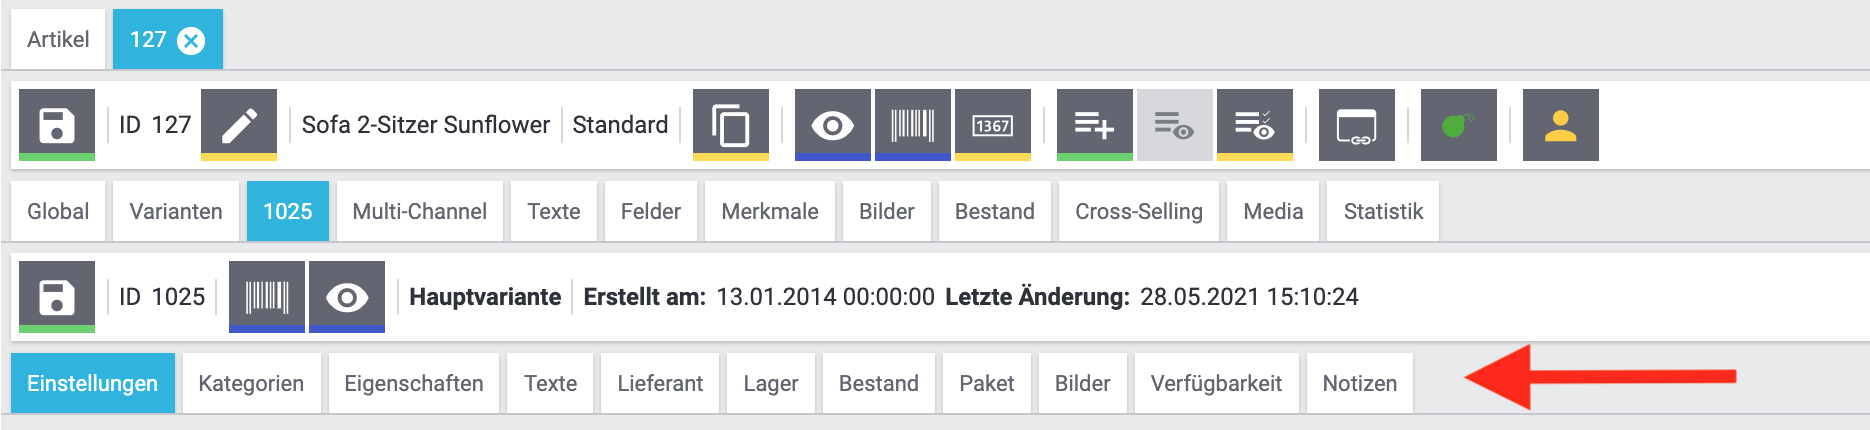 Artikel 127
ID 127 Sofa 2-Sitzer Sunflower Standard 1367
Global Varianten 1025 Multi-Channel Texte Felder Merkmale Bilder Bestand Cross-Selling Media Statistik
ID 1025 Hauptvariante Erstellt am: 13.01.2014 00:00:00 Letzte Änderung: 28.05.2021 15:10:24
Einstellungen Kategorien Eigenschaften Texte Lieferant Lager Bestand Paket Bilder Verfügbarkeit Notizen